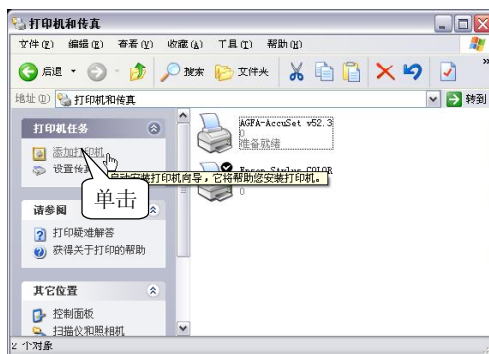 打印机和传真
文件(F) 编辑(E) 查看(V) 收藏(A) 工具(T) 帮助(H)
后退 搜索 文件夹
地址(D) 打印机和传真 转到
打印机任务
添加打印机
设置传真
启动安装打印机向导，它将帮助您安装打印机。
单击
请参阅
打印疑难解答
获得关于打印的帮助
其它位置
控制面板
扫描仪和照相机
AGFA-AccuSet v52.3
0
准备就绪
Epson Stylus COLOR
0
2 个对象